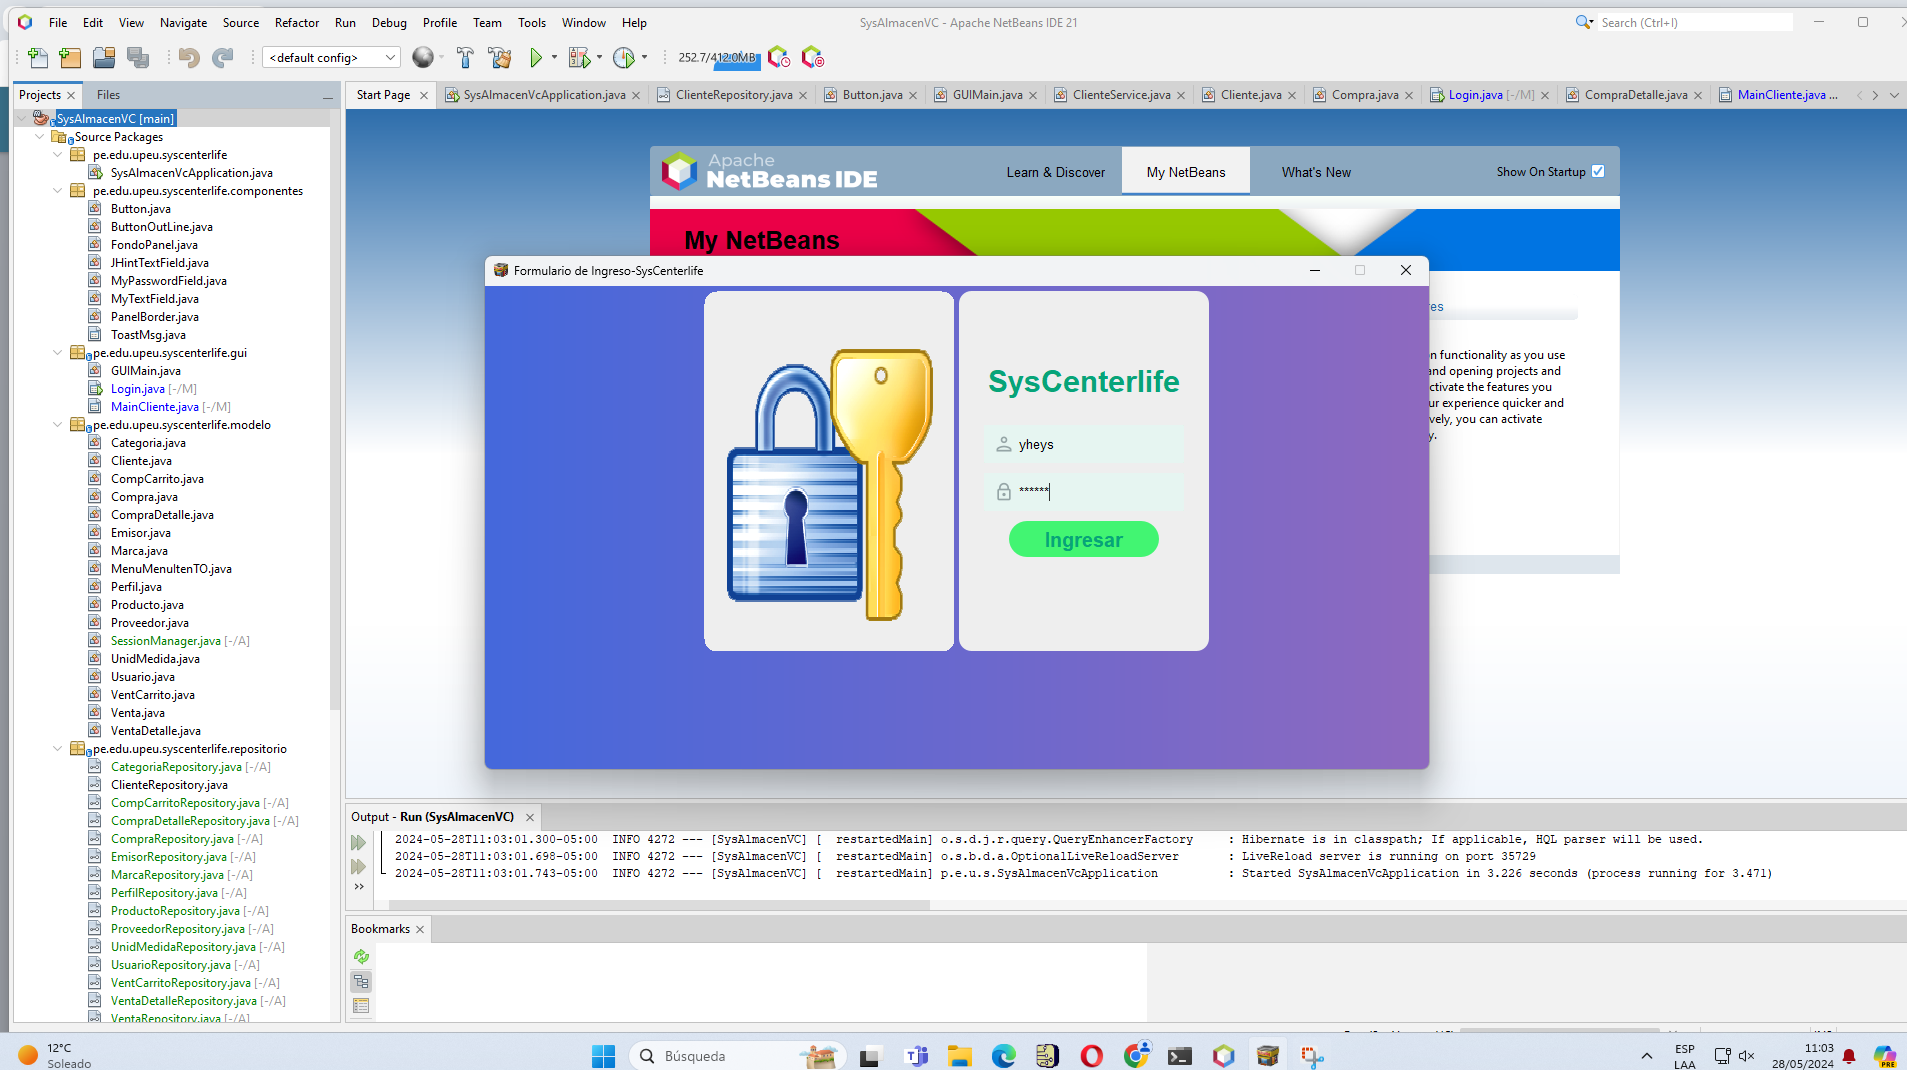 File Edit View Navigate Source Refactor Run Debug Profile Team Tools Window Help
SysAlmacenVC - Apache NetBeans IDE 21
Search (Ctrl+I)
<default config>
252.7/412.0MB
Projects Files
Start Page SysAlmacenVcApplication.java ClienteRepository.java Button.java GUIMain.java ClienteService.java Cliente.java Compra.java Login.java [-/M] CompraDetalle.java MainCliente.java ...
SysAlmacenVC [main]
Source Packages
pe.edu.upeu.syscenterlife
SysAlmacenVcApplication.java
pe.edu.upeu.syscenterlife.componentes
Button.java
ButtonOutLine.java
FondoPanel.java
JHintTextField.java
MyPasswordField.java
MyTextField.java
PanelBorder.java
ToastMsg.java
pe.edu.upeu.syscenterlife.gui
GUIMain.java
Login.java [-/M]
MainCliente.java [-/M]
pe.edu.upeu.syscenterlife.modelo
Categoria.java
Cliente.java
CompCarrito.java
Compra.java
CompraDetalle.java
Emisor.java
Marca.java
MenuMenuItenTO.java
Perfil.java
Producto.java
Proveedor.java
SessionManager.java [-/A]
UnidMedida.java
Usuario.java
VentCarrito.java
Venta.java
VentaDetalle.java
pe.edu.upeu.syscenterlife.repositorio
CategoriaRepository.java [-/A]
ClienteRepository.java
CompCarritoRepository.java [-/A]
CompraDetalleRepository.java [-/A]
CompraRepository.java [-/A]
EmisorRepository.java [-/A]
MarcaRepository.java [-/A]
PerfilRepository.java [-/A]
ProductoRepository.java [-/A]
ProveedorRepository.java [-/A]
UnidMedidaRepository.java [-/A]
UsuarioRepository.java [-/A]
VentCarritoRepository.java [-/A]
VentaDetalleRepository.java [-/A]
VentaRepository.java [-/A]
Apache
NetBeans IDE
Learn & Discover My NetBeans What's New Show On Startup
My NetBeans
Formulario de Ingreso-SysCenterlife
SysCenterlife
yheys
******
Ingresar
res
n functionality as you use
and opening projects and
ctivate the features you
ur experience quicker and
vely, you can activate
y.
Output - Run (SysAlmacenVC)
2024-05-28T11:03:01.300-05:00 INFO 4272 --- [SysAlmacenVC] [ restartedMain] o.s.d.j.r.query.QueryEnhancerFactory : Hibernate is in classpath; If applicable, HQL parser will be used.
2024-05-28T11:03:01.698-05:00 INFO 4272 --- [SysAlmacenVC] [ restartedMain] o.s.b.d.a.OptionalLiveReloadServer : LiveReload server is running on port 35729
2024-05-28T11:03:01.743-05:00 INFO 4272 --- [SysAlmacenVC] [ restartedMain] p.e.u.s.SysAlmacenVcApplication : Started SysAlmacenVcApplication in 3.226 seconds (process running for 3.471)
Bookmarks
12°C
Soleado
Búsqueda
ESP
LAA
11:03
28/05/2024
PRE